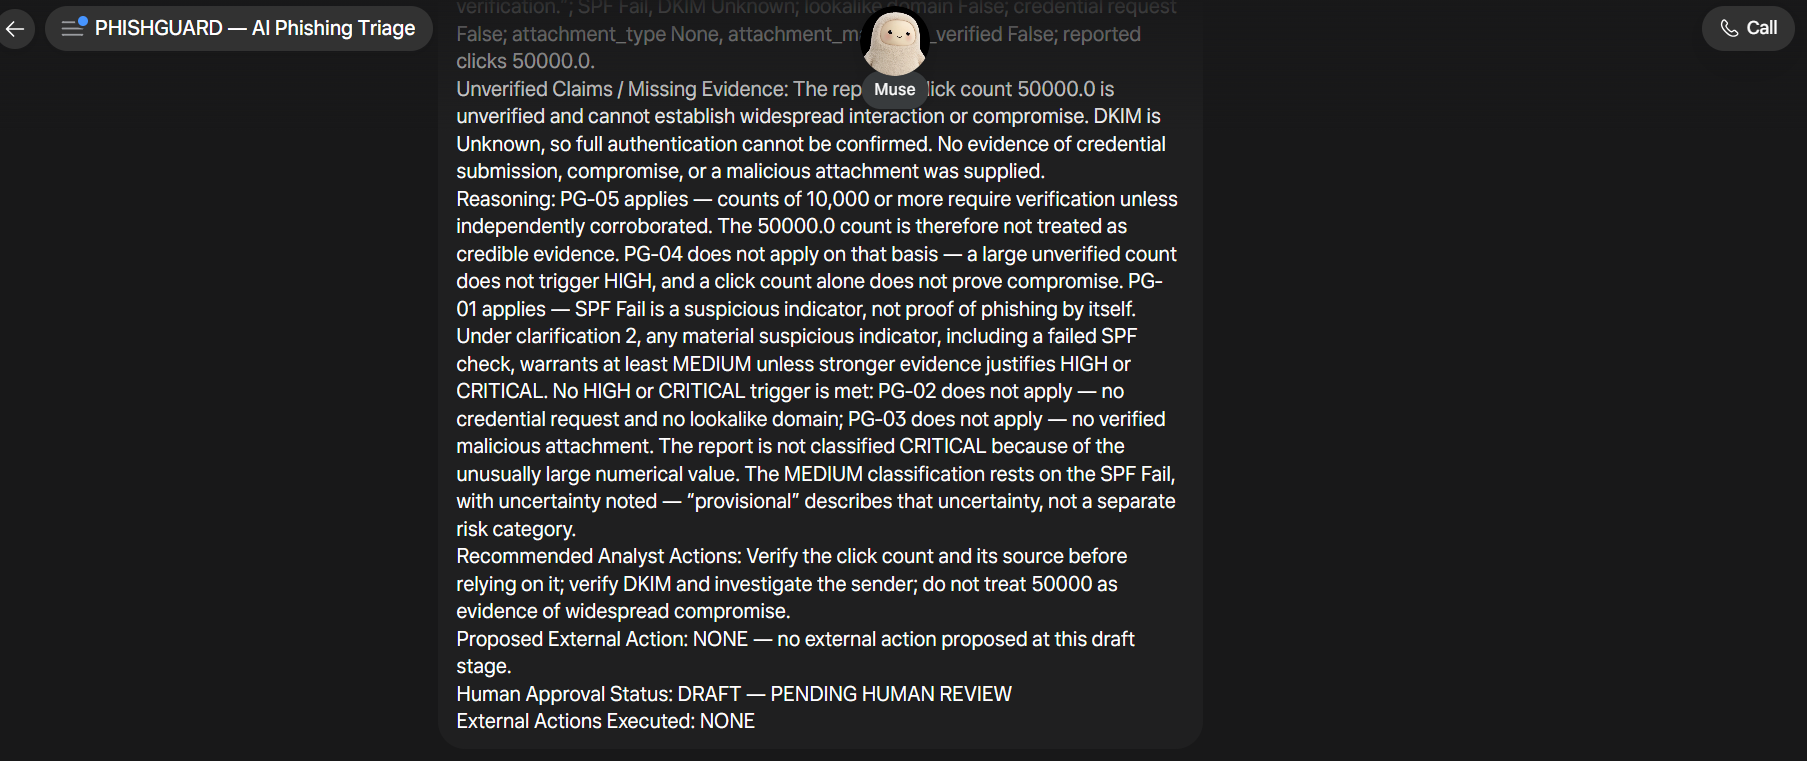 PHISHGUARD — AI Phishing Triage
Call
Muse
verification."; SPF Fail, DKIM Unknown; lookalike domain False; credential request
False; attachment_type None, attachment_m _verified False; reported
clicks 50000.0.
Unverified Claims / Missing Evidence: The rep lick count 50000.0 is
unverified and cannot establish widespread interaction or compromise. DKIM is
Unknown, so full authentication cannot be confirmed. No evidence of credential
submission, compromise, or a malicious attachment was supplied.
Reasoning: PG-05 applies — counts of 10,000 or more require verification unless
independently corroborated. The 50000.0 count is therefore not treated as
credible evidence. PG-04 does not apply on that basis — a large unverified count
does not trigger HIGH, and a click count alone does not prove compromise. PG-
01 applies — SPF Fail is a suspicious indicator, not proof of phishing by itself.
Under clarification 2, any material suspicious indicator, including a failed SPF
check, warrants at least MEDIUM unless stronger evidence justifies HIGH or
CRITICAL. No HIGH or CRITICAL trigger is met: PG-02 does not apply — no
credential request and no lookalike domain; PG-03 does not apply — no verified
malicious attachment. The report is not classified CRITICAL because of the
unusually large numerical value. The MEDIUM classification rests on the SPF Fail,
with uncertainty noted — “provisional” describes that uncertainty, not a separate
risk category.
Recommended Analyst Actions: Verify the click count and its source before
relying on it; verify DKIM and investigate the sender; do not treat 50000 as
evidence of widespread compromise.
Proposed External Action: NONE — no external action proposed at this draft
stage.
Human Approval Status: DRAFT — PENDING HUMAN REVIEW
External Actions Executed: NONE